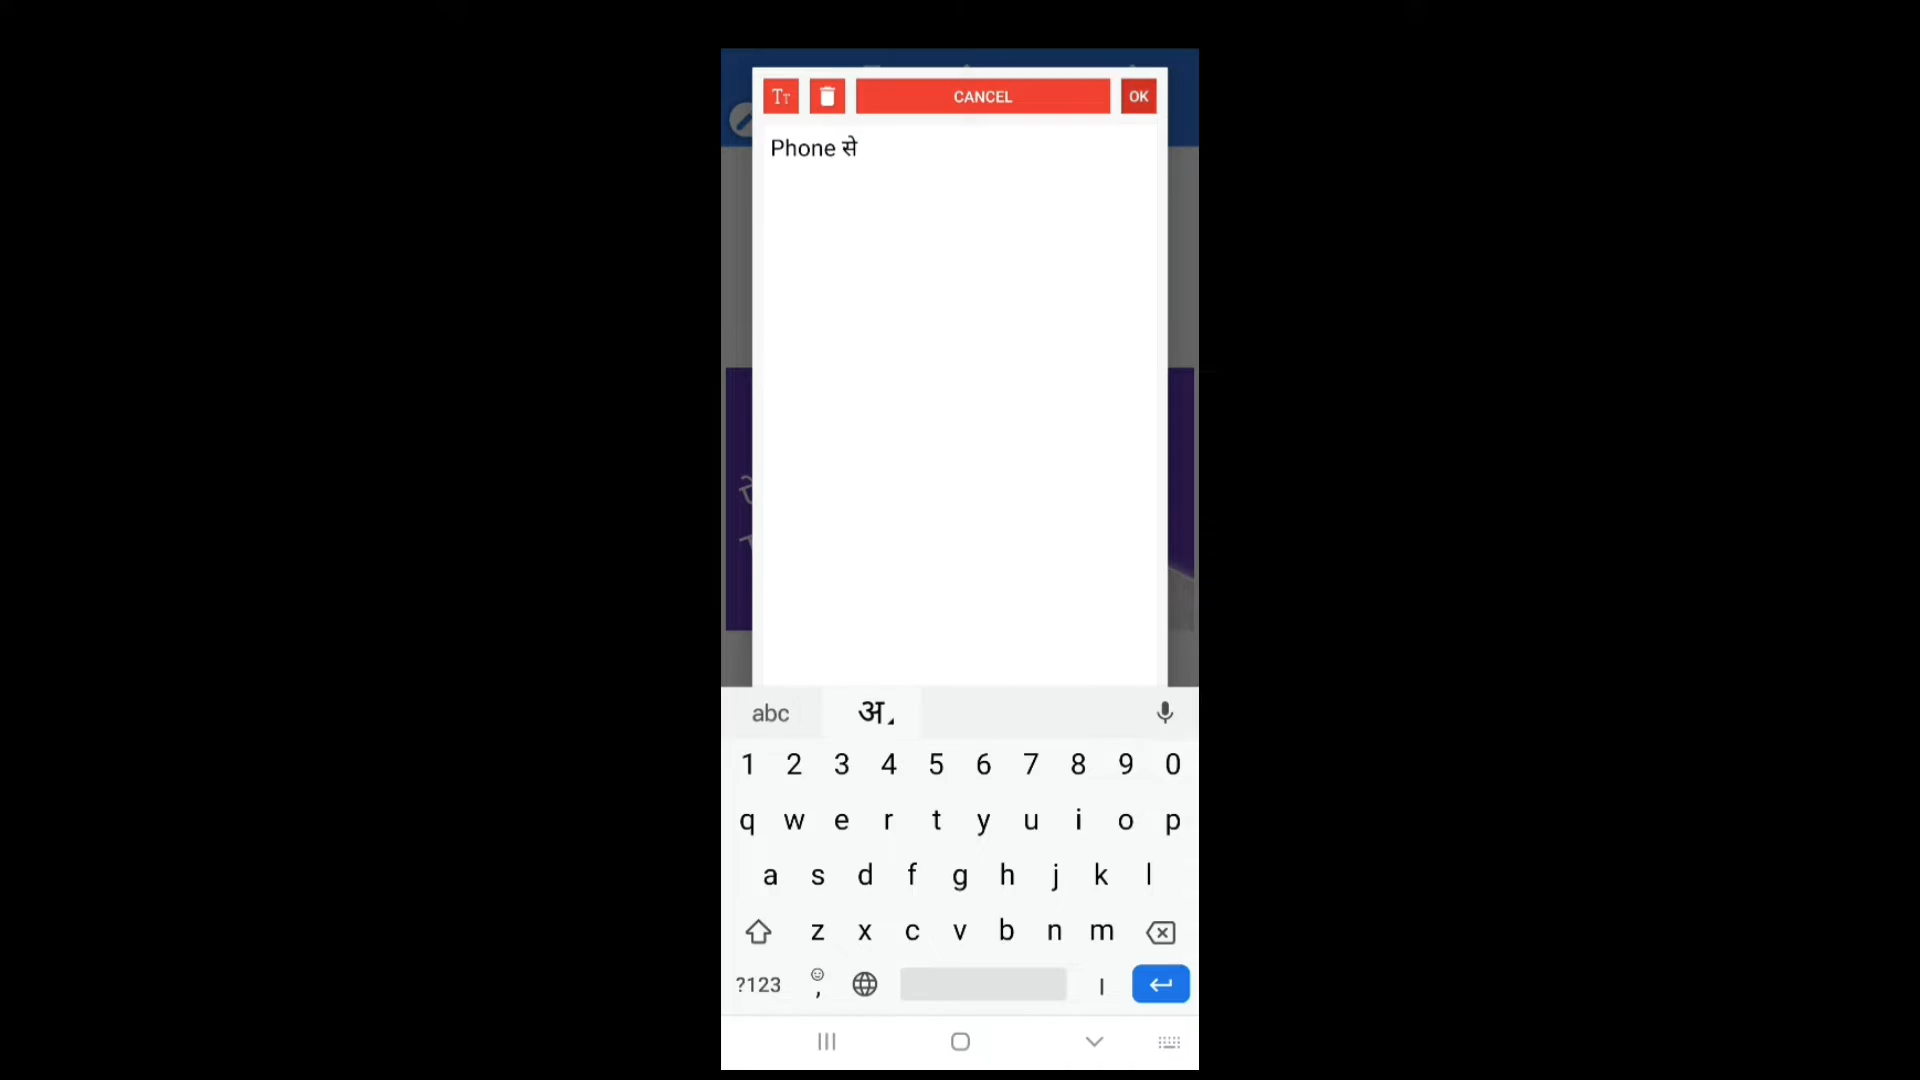 Tт CANCEL OK
Phone से
abc अ
1 2 3 4 5 6 7 8 9 0
q w e r t y u i o p
a s d f g h j k l
z x c v b n m
?123 , ।